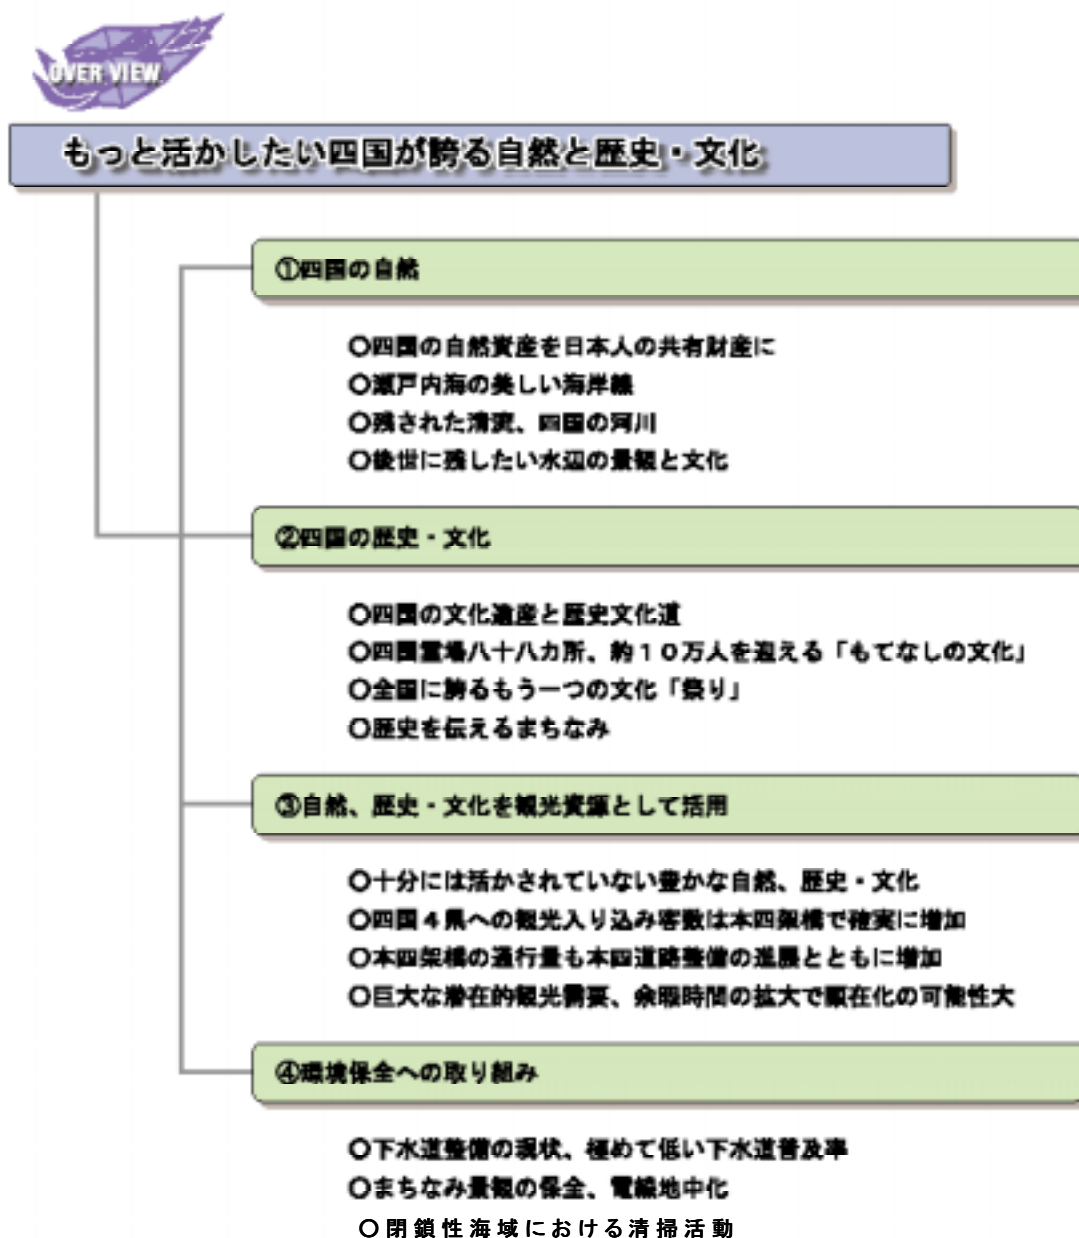 OVER VIEW
もっと活かしたい四国が誇る自然と歴史・文化
①四国の自然
○四国の自然資産を日本人の共有財産に
○瀬戸内海の美しい海岸線
○残された清流、四国の河川
○後世に残したい水辺の景観と文化
②四国の歴史・文化
○四国の文化遺産と歴史文化道
○四国霊場八十八カ所、約１０万人を迎える「もてなしの文化」
○全国に誇るもう一つの文化「祭り」
○歴史を伝えるまちなみ
③自然、歴史・文化を観光資源として活用
○十分には活かされていない豊かな自然、歴史・文化
○四国４県への観光入り込み客数は本四架橋で確実に増加
○本四架橋の通行量も本四道路整備の進展とともに増加
○巨大な潜在的観光需要、余暇時間の拡大で顕在化の可能性大
④環境保全への取り組み
○下水道整備の現状、極めて低い下水道普及率
○まちなみ景観の保全、電線地中化
○閉鎖性海域における清掃活動